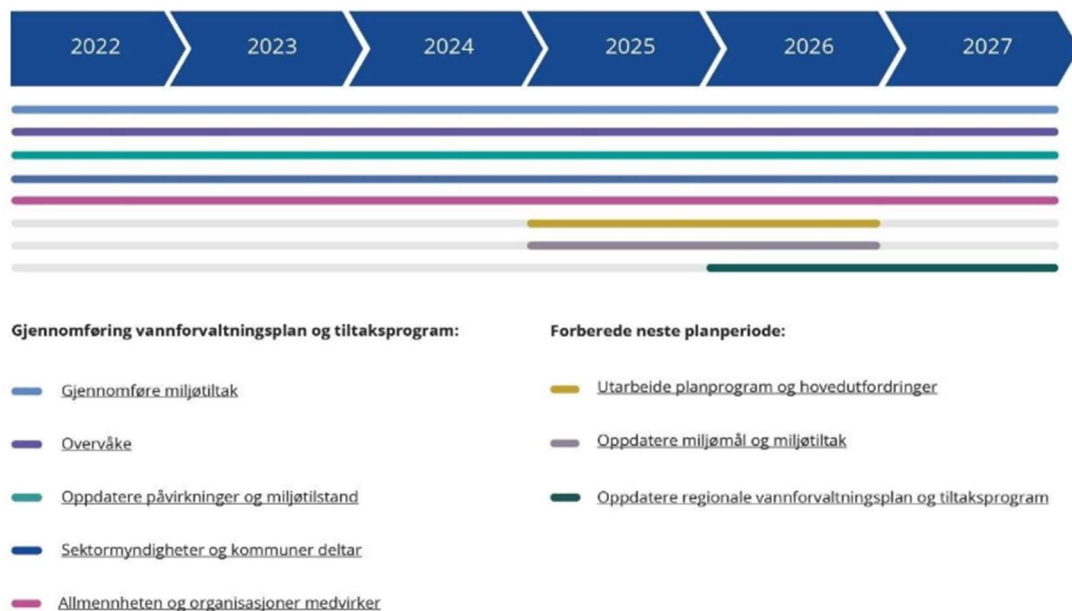 2022 2023 2024 2025 2026 2027
Gjennomføring vannforvaltningsplan og tiltaksprogram:
Gjennomføre miljøtiltak
Overvåke
Oppdatere påvirkninger og miljøtilstand
Sektormyndigheter og kommuner deltar
Allmennheten og organisasjoner medvirker
Forberede neste planperiode:
Utarbeide planprogram og hovedutfordringer
Oppdatere miljømål og miljøtiltak
Oppdatere regionale vannforvaltningsplan og tiltaksprogram